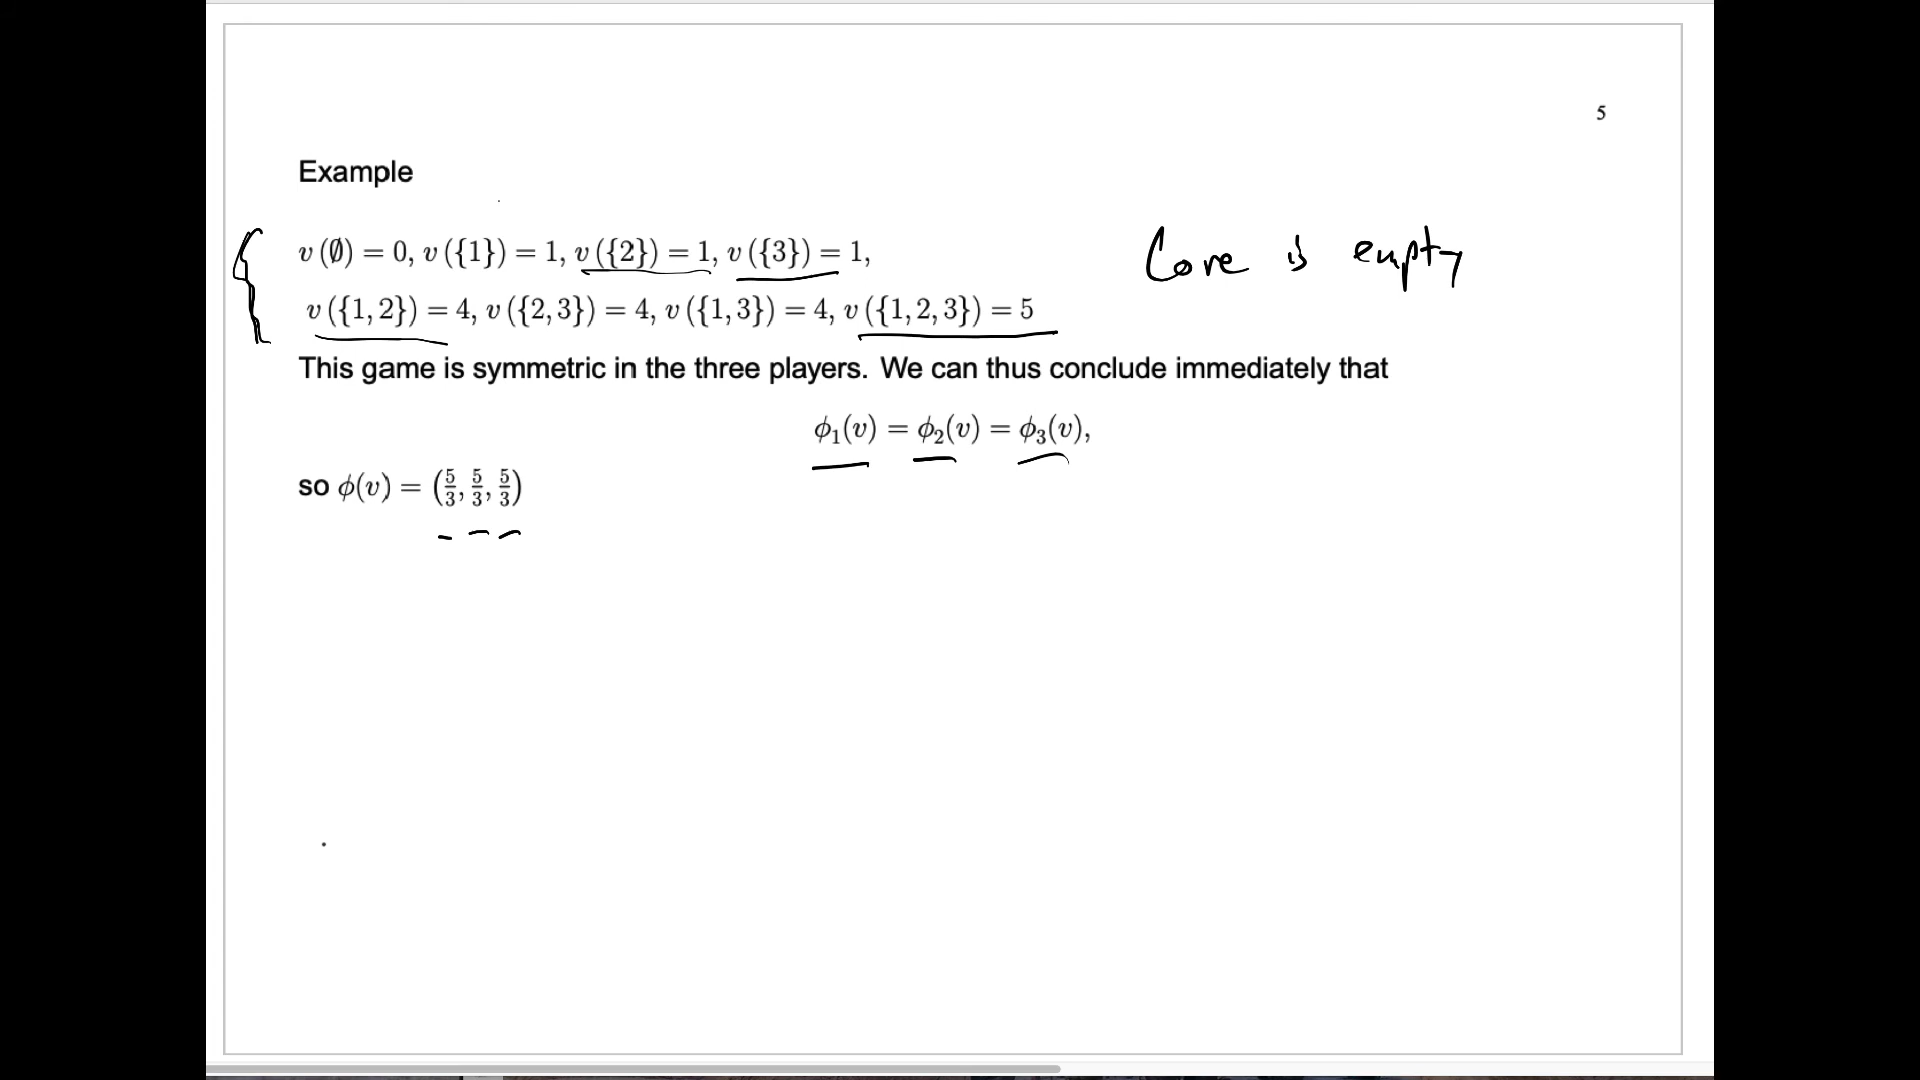 5
Example
v(∅) = 0, v({1}) = 1, v({2}) = 1, v({3}) = 1,
Core is empty
v({1, 2}) = 4, v({2, 3}) = 4, v({1, 3}) = 4, v({1, 2, 3}) = 5
This game is symmetric in the three players. We can thus conclude immediately that
ϕ₁(v) = ϕ₂(v) = ϕ₃(v),
so ϕ(v) = (5/3, 5/3, 5/3)